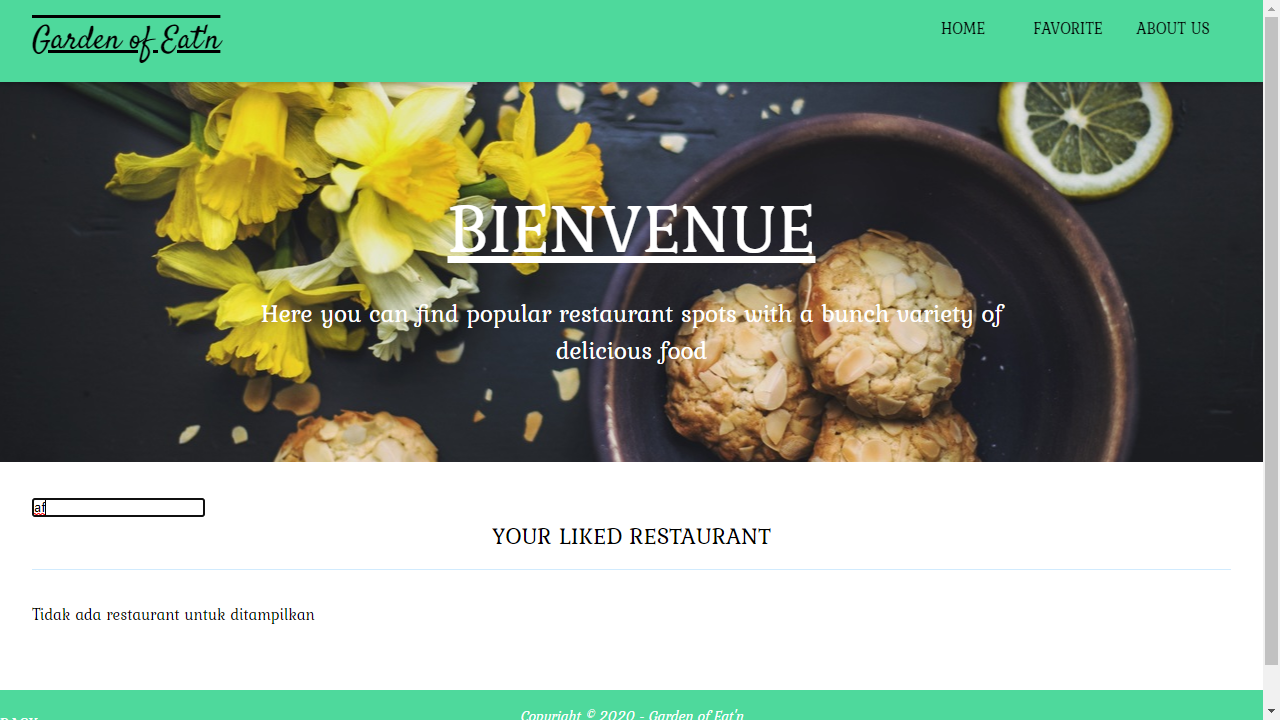 Garden of Eat'n
HOME FAVORITE ABOUT US
BIENVENUE
Here you can find popular restaurant spots with a bunch variety of
delicious food
af
YOUR LIKED RESTAURANT
Tidak ada restaurant untuk ditampilkan
Copyright © 2020 - Garden of Eat'n